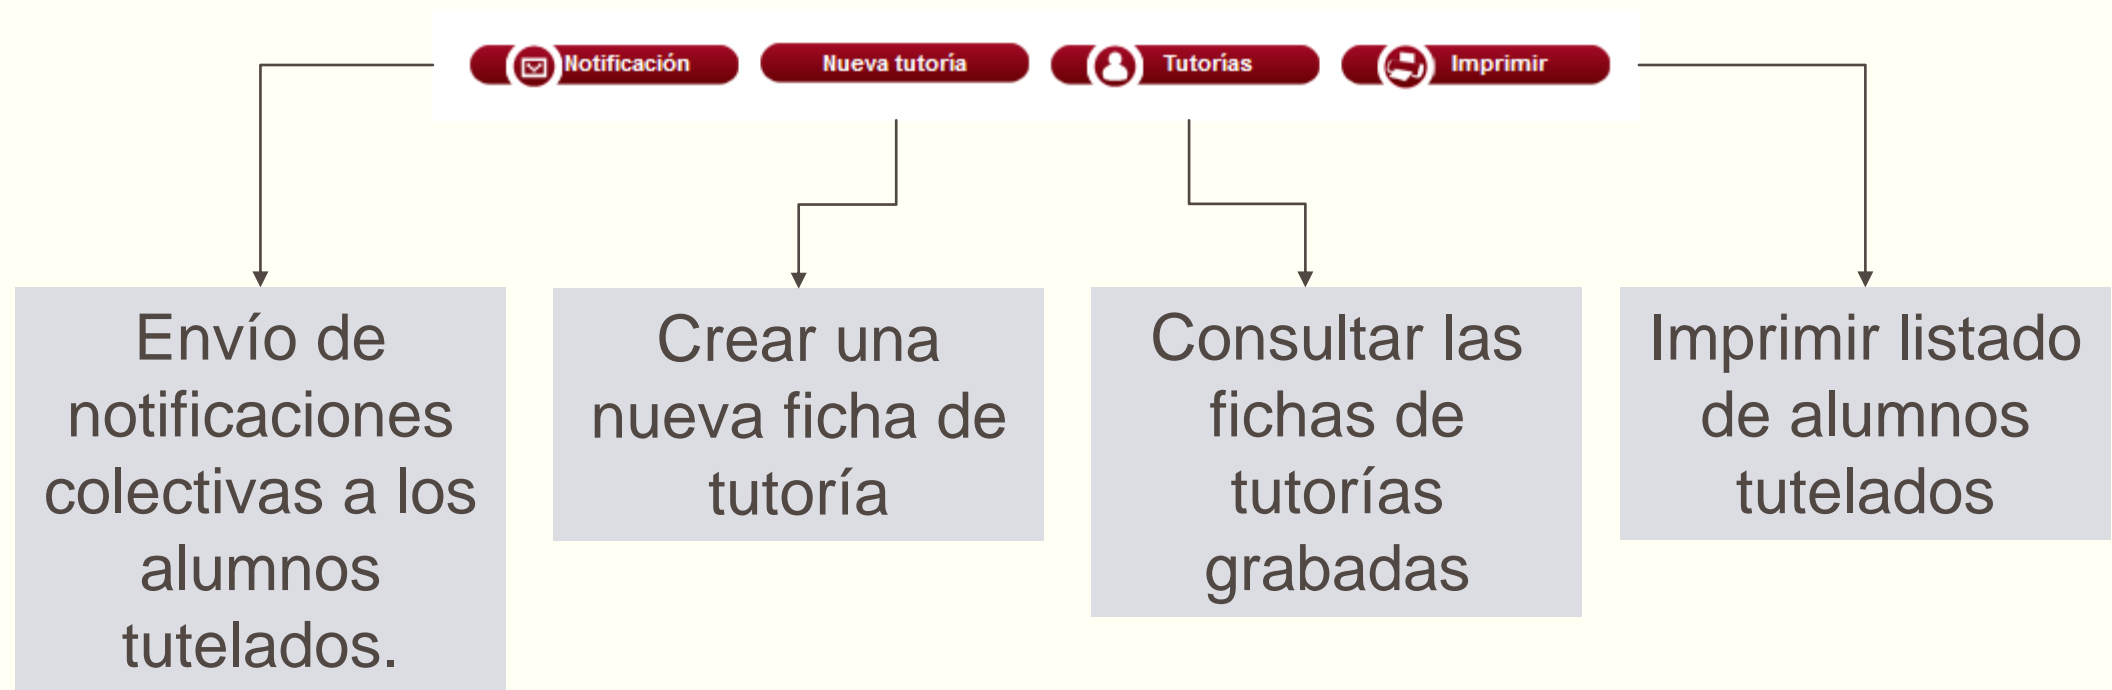 Notificación
Nueva tutoría
Tutorías
Imprimir
Envío de
notificaciones
colectivas a los
alumnos
tutelados.
Crear una
nueva ficha de
tutoría
Consultar las
fichas de
tutorías
grabadas
Imprimir listado
de alumnos
tutelados